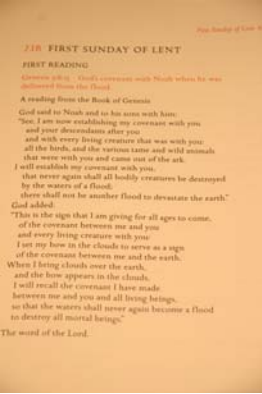 First Sunday of Lent
23B FIRST SUNDAY OF LENT
FIRST READING
Genesis 9:8-15 God's covenant with Noah when he was
delivered from the flood.
A reading from the Book of Genesis
God said to Noah and to his sons with him:
"See, I am now establishing my covenant with you
and your descendants after you
and with every living creature that was with you:
all the birds, and the various tame and wild animals
that were with you and came out of the ark.
I will establish my covenant with you,
that never again shall all bodily creatures be destroyed
by the waters of a flood;
there shall not be another flood to devastate the earth."
God added:
"This is the sign that I am giving for all ages to come,
of the covenant between me and you
and every living creature with you:
I set my bow in the clouds to serve as a sign
of the covenant between me and the earth.
When I bring clouds over the earth,
and the bow appears in the clouds,
I will recall the covenant I have made
between me and you and all living beings,
so that the waters shall never again become a flood
to destroy all mortal beings."
The word of the Lord.